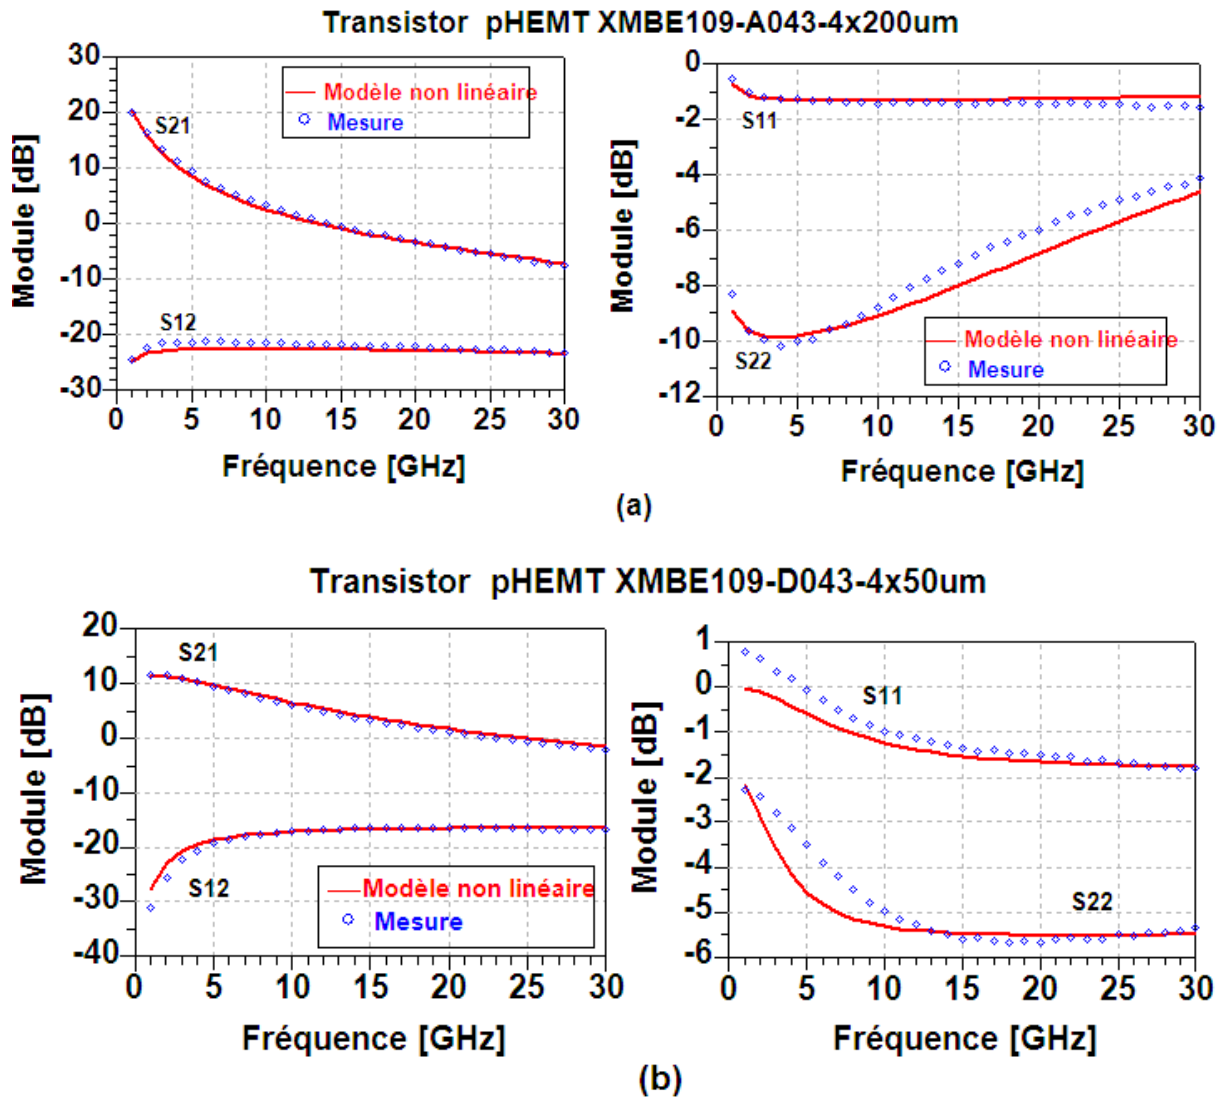 Transistor pHEMT XMBE109-A043-4x200um
Module [dB]
30
20
10
0
-10
-20
-30
S21
S12
Modèle non linéaire
Mesure
0 5 10 15 20 25 30
Fréquence [GHz]
Module [dB]
0
-2
-4
-6
-8
-10
-12
S11
S22
Modèle non linéaire
Mesure
0 5 10 15 20 25 30
Fréquence [GHz]
(a)
Transistor pHEMT XMBE109-D043-4x50um
Module [dB]
20
10
0
-10
-20
-30
-40
S21
S12
Modèle non linéaire
Mesure
0 5 10 15 20 25 30
Fréquence [GHz]
Module [dB]
1
0
-1
-2
-3
-4
-5
-6
S11
S22
0 5 10 15 20 25 30
Fréquence [GHz]
(b)